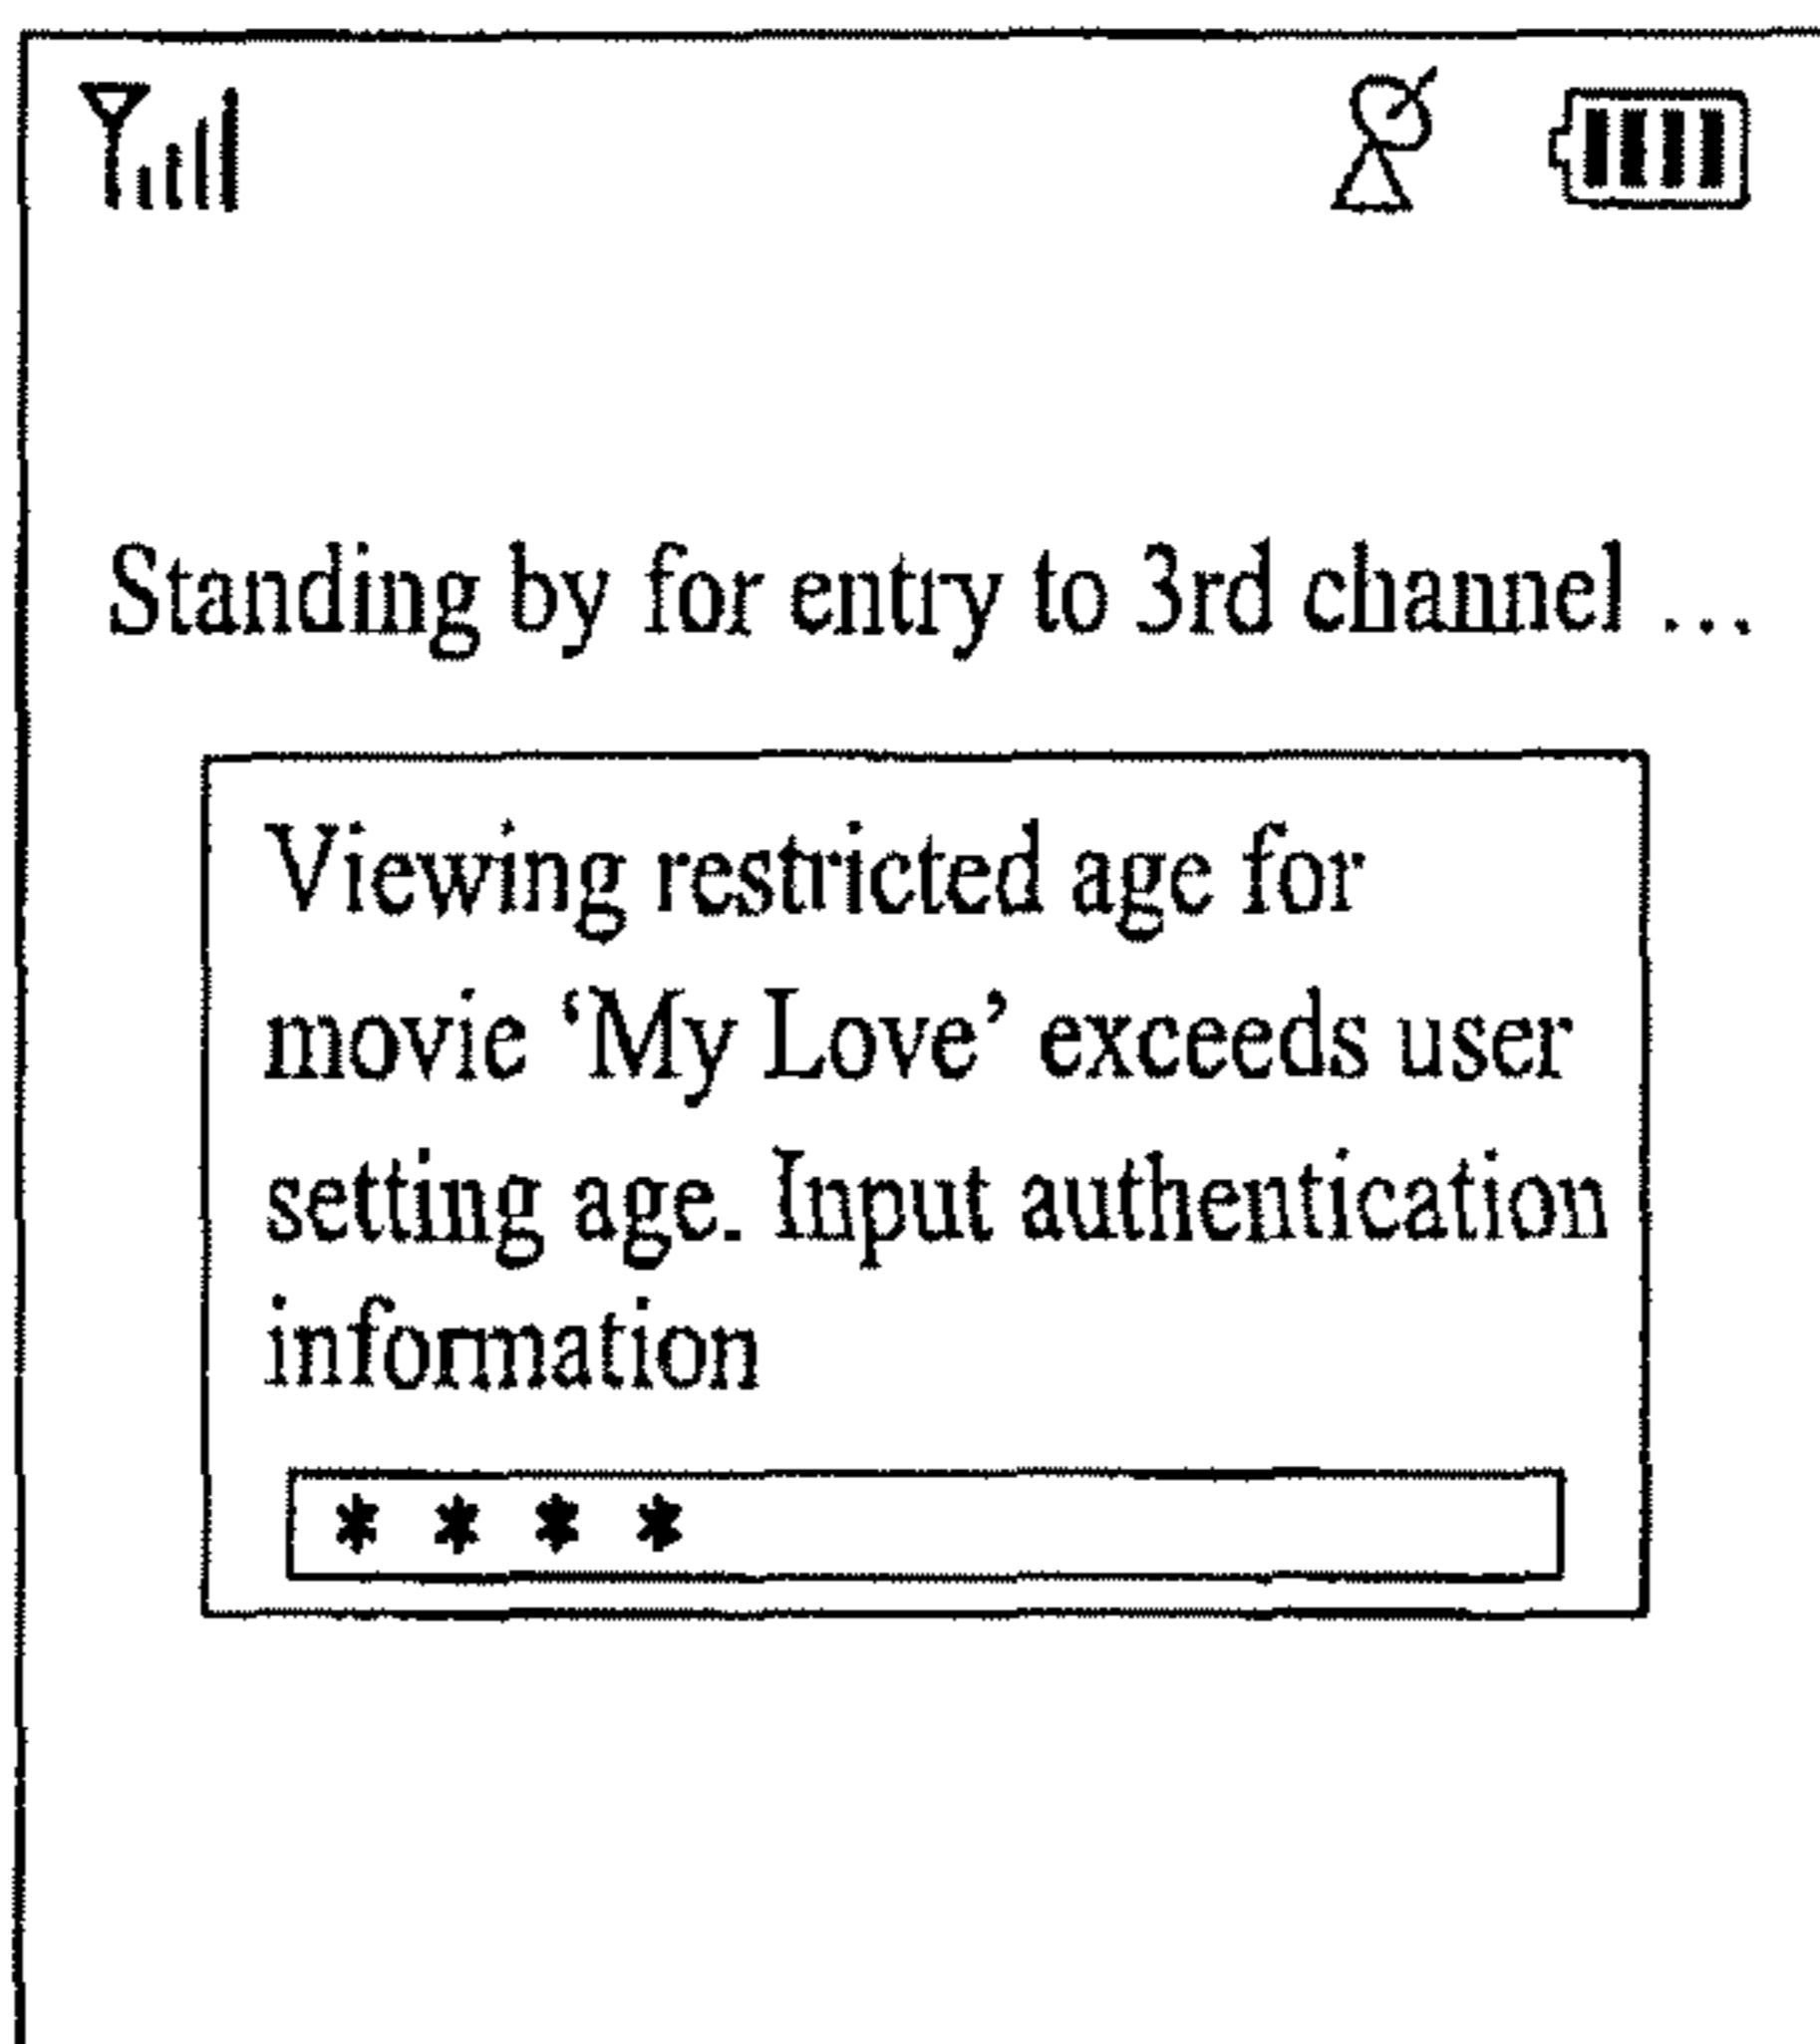 Standing by for entry to 3rd channel ...
Viewing restricted age for
movie ‘My Love’ exceeds user
setting age. Input authentication
information
* * * *